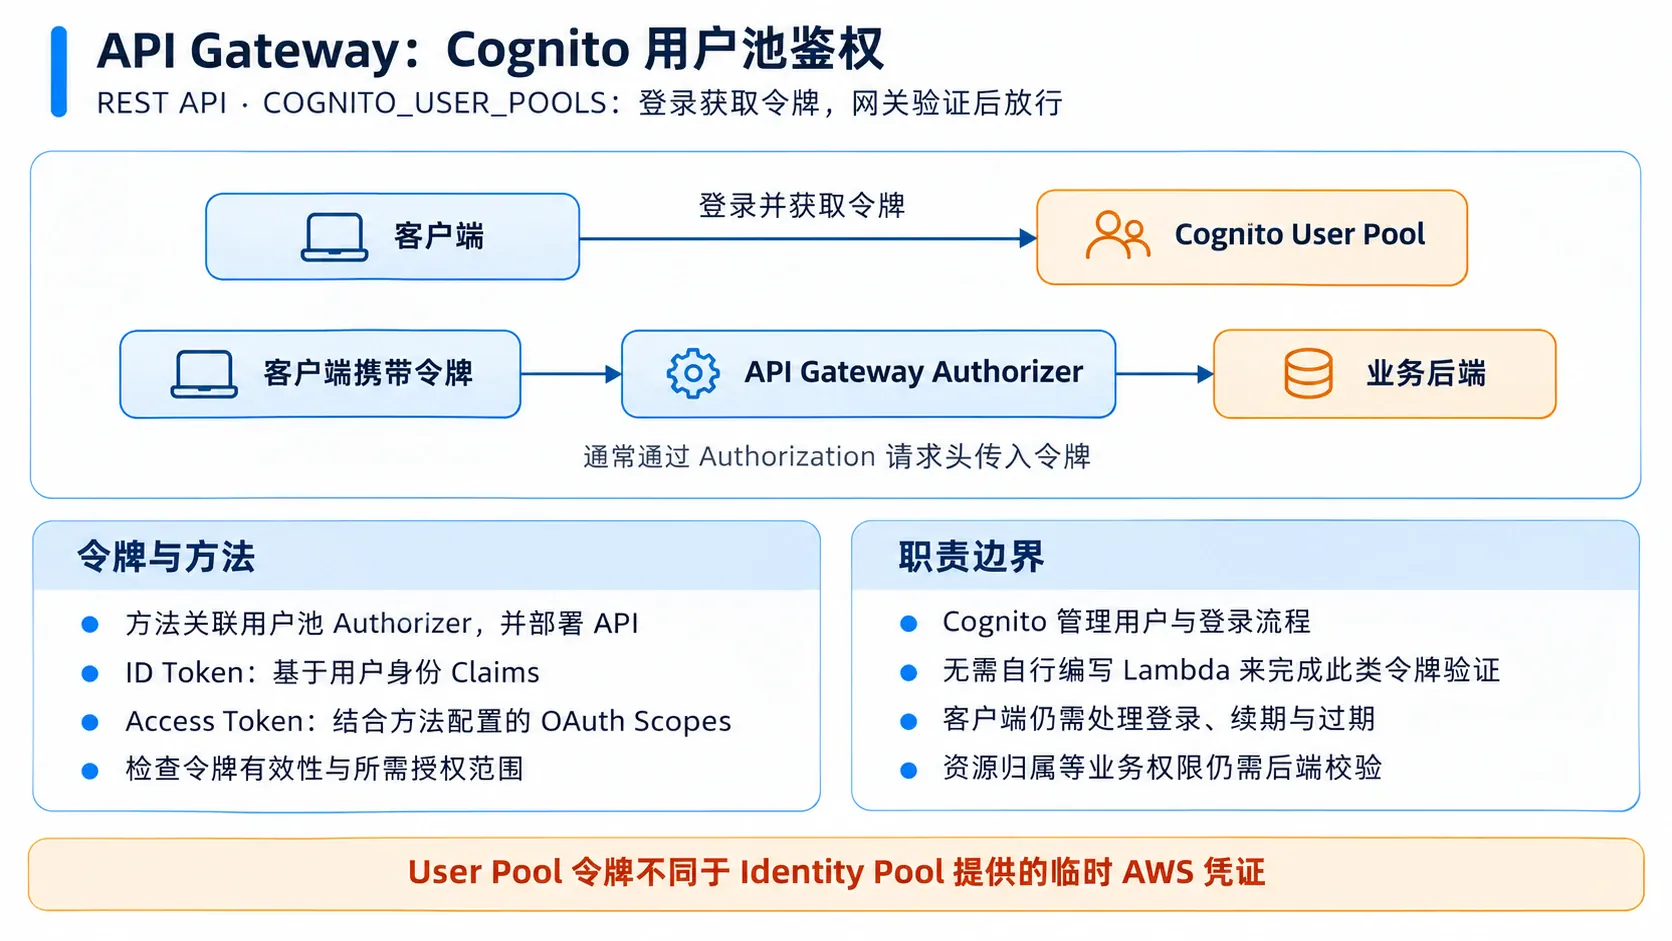 API Gateway：Cognito 用户池鉴权
REST API · COGNITO_USER_POOLS：登录获取令牌，网关验证后放行
客户端
登录并获取令牌
Cognito User Pool
客户端携带令牌
API Gateway Authorizer
业务后端
通常通过 Authorization 请求头传入令牌
令牌与方法
方法关联用户池 Authorizer，并部署 API
ID Token：基于用户身份 Claims
Access Token：结合方法配置的 OAuth Scopes
检查令牌有效性与所需授权范围
职责边界
Cognito 管理用户与登录流程
无需自行编写 Lambda 来完成此类令牌验证
客户端仍需处理登录、续期与过期
资源归属等业务权限仍需后端校验
User Pool 令牌不同于 Identity Pool 提供的临时 AWS 凭证